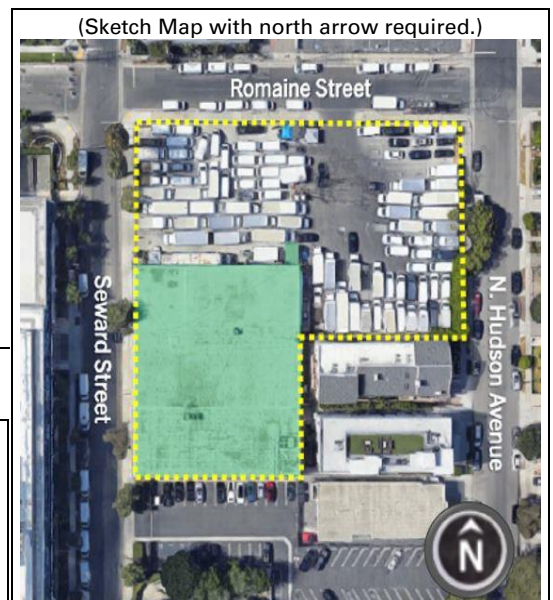 (Sketch Map with north arrow required.)
Romaine Street
Seward Street
N. Hudson Avenue
N